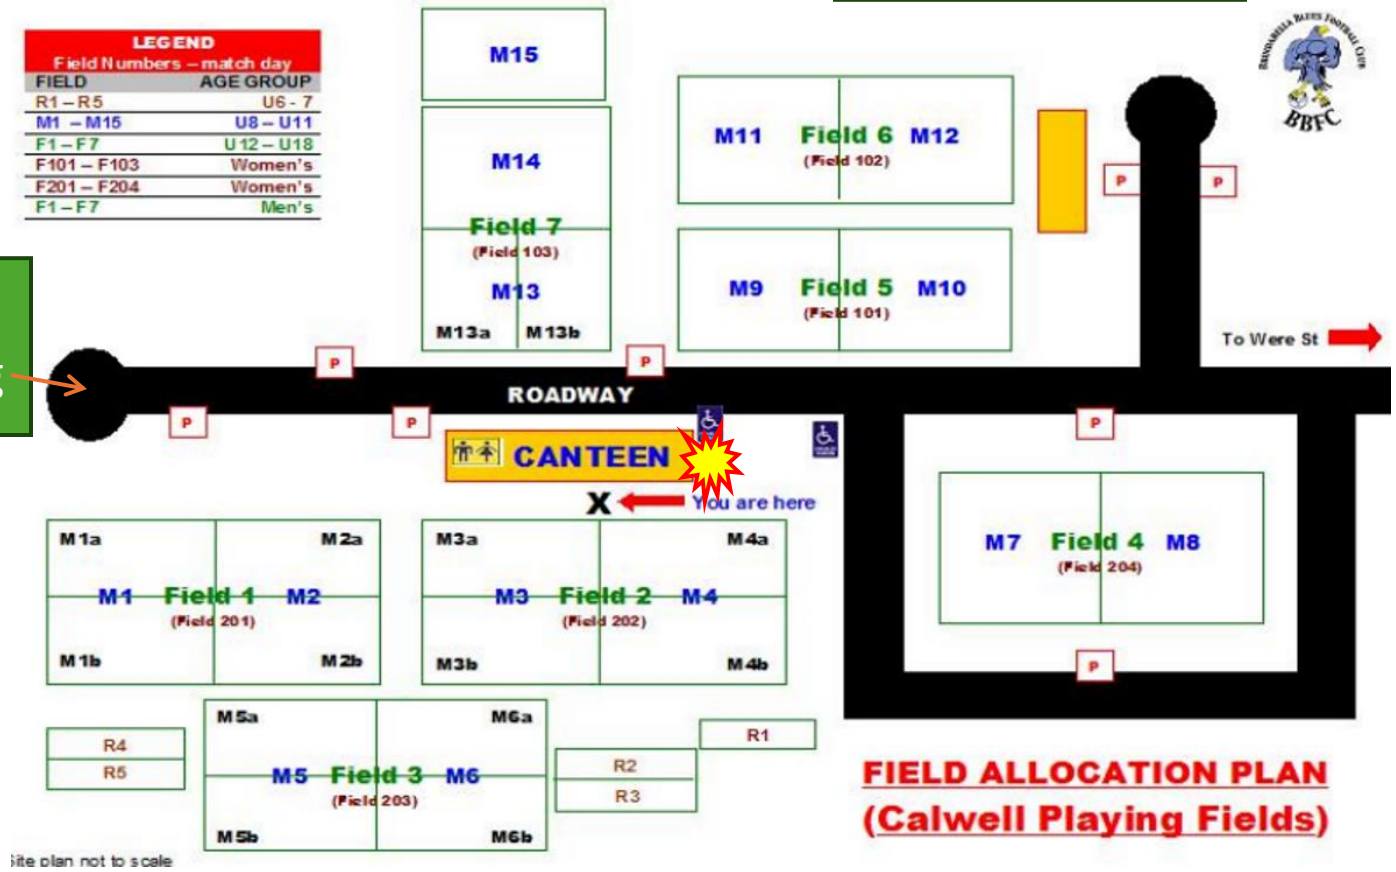 LEGEND
Field Numbers – match day
FIELD AGE GROUP
R1 – R5 U6 - 7
M1 – M15 U8 – U11
F1 – F7 U12 – U18
F101 – F103 Women's
F201 – F204 Women's
F1 – F7 Men's
BRINDABELLA BLUES FOOTBALL CLUB
BBFC
M15
M14
Field 7
(Field 103)
M13
M13a M13b
M11 Field 6 M12
(Field 102)
M9 Field 5 M10
(Field 101)
P P
To Were St
P P
ROADWAY
P P P
CANTEEN
X You are here
M1a M2a
M1 Field 1 M2
(Field 201)
M1b M2b
M3a M4a
M3 Field 2 M4
(Field 202)
M3b M4b
M7 Field 4 M8
(Field 204)
P
M5a M6a
M5 Field 3 M6
(Field 203)
M5b M6b
R4
R5
R1
R2
R3
FIELD ALLOCATION PLAN
(Calwell Playing Fields)
Site plan not to scale